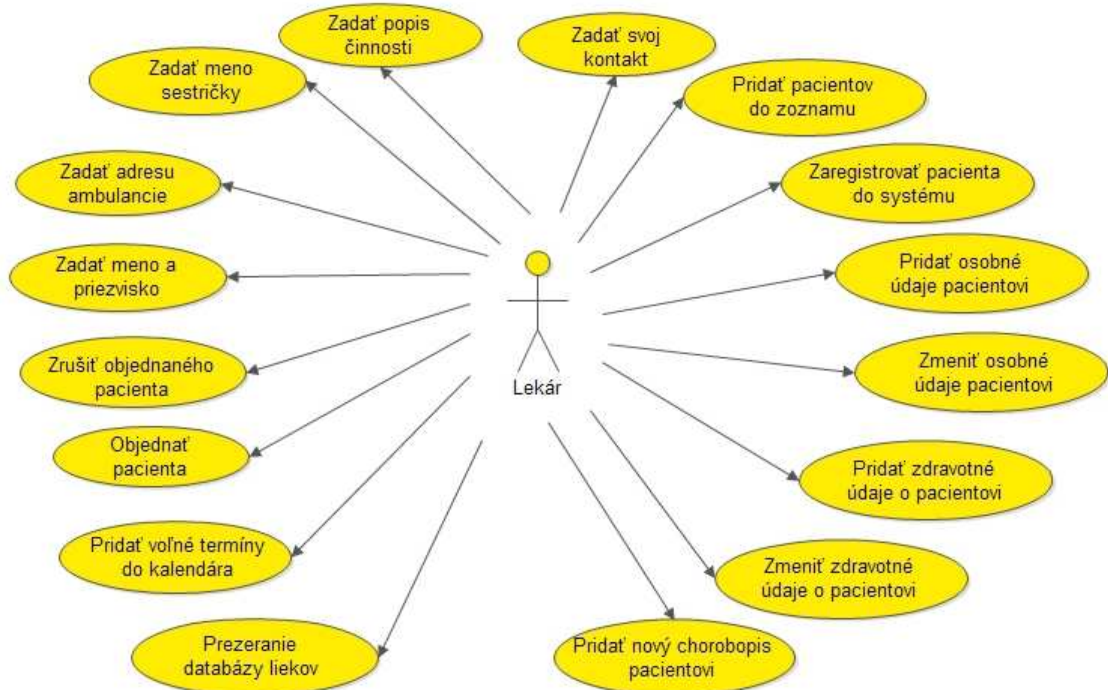 Zadať popis
činnosti
Zadať svoj
kontakt
Zadať meno
sestričky
Pridať pacientov
do zoznamu
Zadať adresu
ambulancie
Zaregistrovať pacienta
do systému
Zadať meno a
priezvisko
Pridať osobné
údaje pacientovi
Zrušiť objednaného
pacienta
Zmeniť osobné
údaje pacientovi
Lekár
Objednať
pacienta
Pridať zdravotné
údaje o pacientovi
Pridať voľné termíny
do kalendára
Zmeniť zdravotné
údaje o pacientovi
Prezeranie
databázy liekov
Pridať nový chorobopis
pacientovi